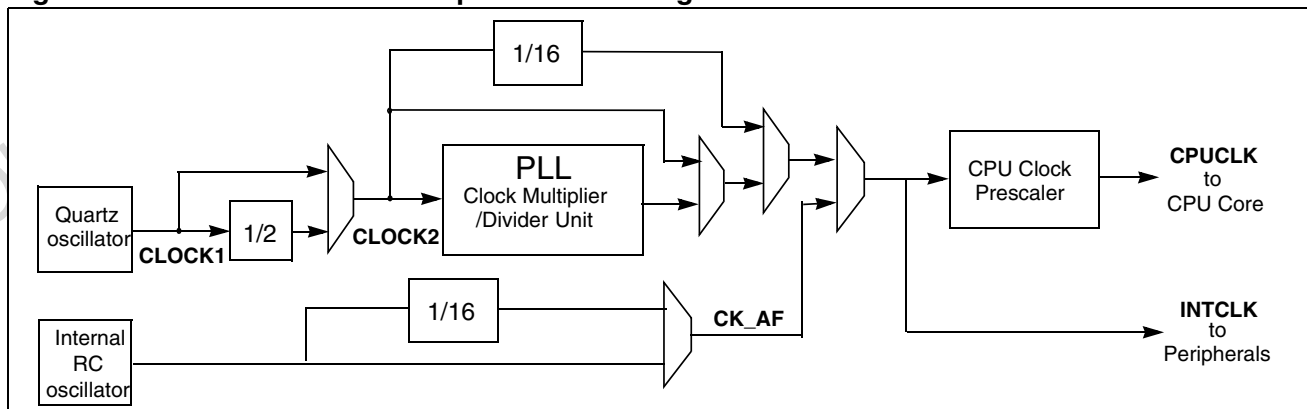 1/16
PLL
Clock Multiplier
/Divider Unit
CPU Clock
Prescaler
CPUCLK
to
CPU Core
Quartz
oscillator
1/2
CLOCK1
CLOCK2
1/16
CK_AF
Internal
RC
oscillator
INTCLK
to
Peripherals